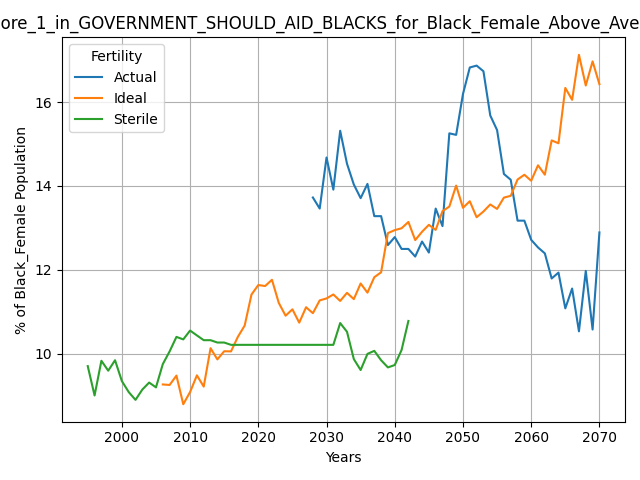 ore_1_in_GOVERNMENT_SHOULD_AID_BLACKS_for_Black_Female_Above_Ave
Fertility
Actual
Ideal
Sterile
% of Black_Female Population
16
14
12
10
2000 2010 2020 2030 2040 2050 2060 2070
Years